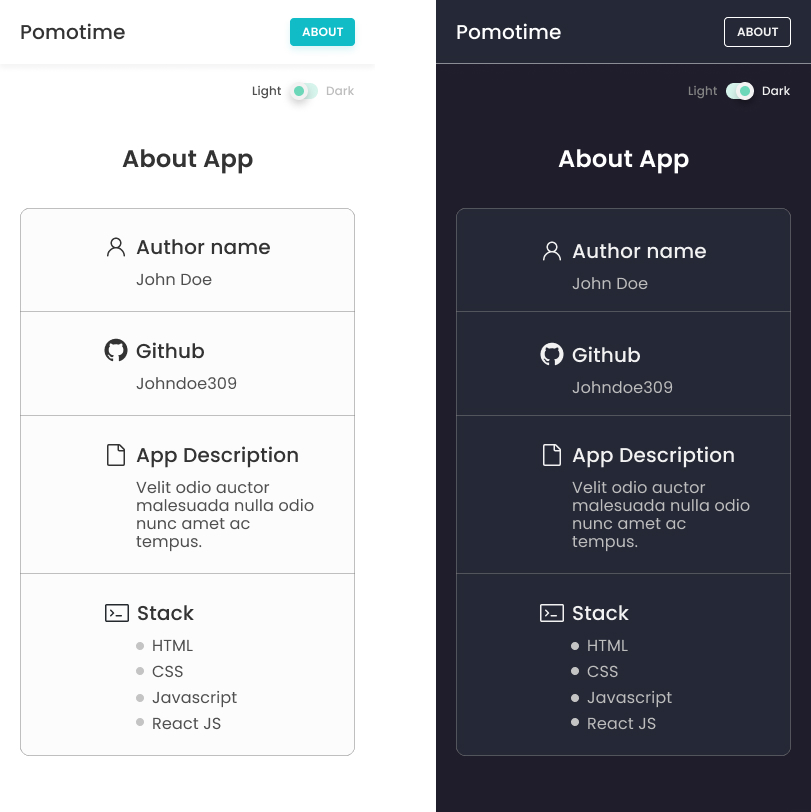 Pomotime
ABOUT
Light
Dark
About App
Author name
John Doe
Github
Johndoe309
App Description
Velit odio auctor
malesuada nulla odio
nunc amet ac
tempus.
Stack
HTML
CSS
Javascript
React JS
Pomotime
ABOUT
Light
Dark
About App
Author name
John Doe
Github
Johndoe309
App Description
Velit odio auctor
malesuada nulla odio
nunc amet ac
tempus.
Stack
HTML
CSS
Javascript
React JS